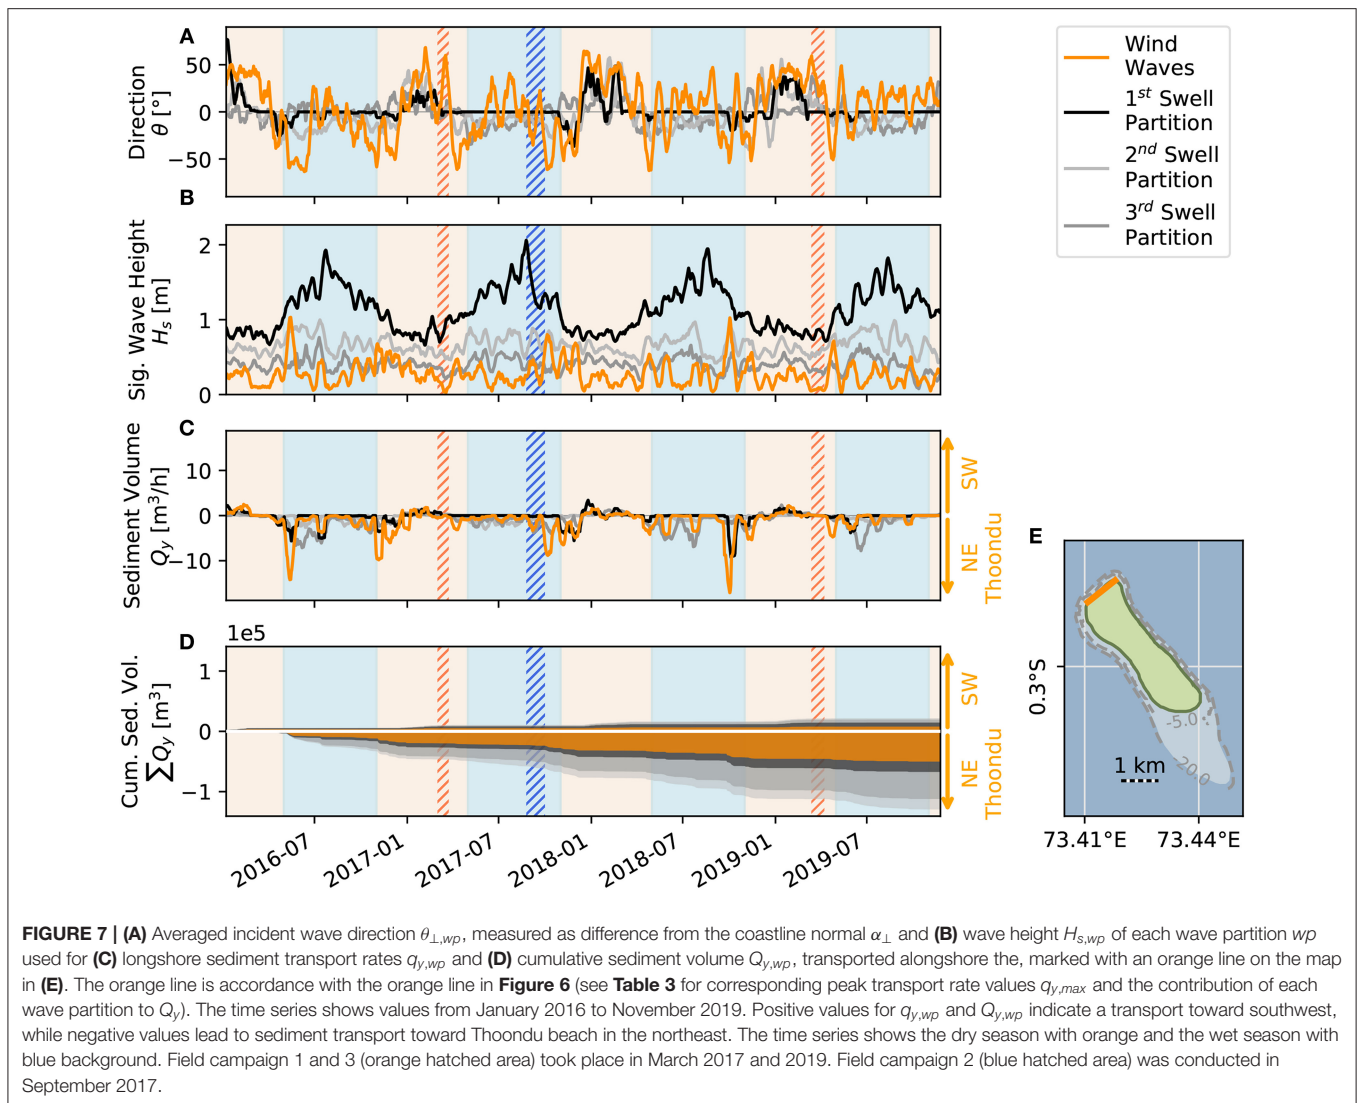 A
50
0
−50
Direction
θ [°]
Wind
Waves
1st Swell
Partition
2nd Swell
Partition
3rd Swell
Partition
B
2
1
0
Sig. Wave Height
Hs [m]
C
10
0
−10
Sediment Volume
Qy [m³/h]
SW
NE
Thoondu
D
1e5
1
0
−1
Cum. Sed. Vol.
∑Qy [m³]
SW
NE
Thoondu
2016-07
2017-01
2017-07
2018-01
2018-07
2019-01
2019-07
E
0.3°S
-5.0
-20.0
1 km
73.41°E
73.44°E
FIGURE 7 | (A) Averaged incident wave direction θ⊥,wp, measured as difference from the coastline normal α⊥ and (B) wave height Hs,wp of each wave partition wp
used for (C) longshore sediment transport rates qy,wp and (D) cumulative sediment volume Qy,wp, transported alongshore the, marked with an orange line on the map
in (E). The orange line is accordance with the orange line in Figure 6 (see Table 3 for corresponding peak transport rate values qy,max and the contribution of each
wave partition to Qy). The time series shows values from January 2016 to November 2019. Positive values for qy,wp and Qy,wp indicate a transport toward southwest,
while negative values lead to sediment transport toward Thoondu beach in the northeast. The time series shows the dry season with orange and the wet season with
blue background. Field campaign 1 and 3 (orange hatched area) took place in March 2017 and 2019. Field campaign 2 (blue hatched area) was conducted in
September 2017.